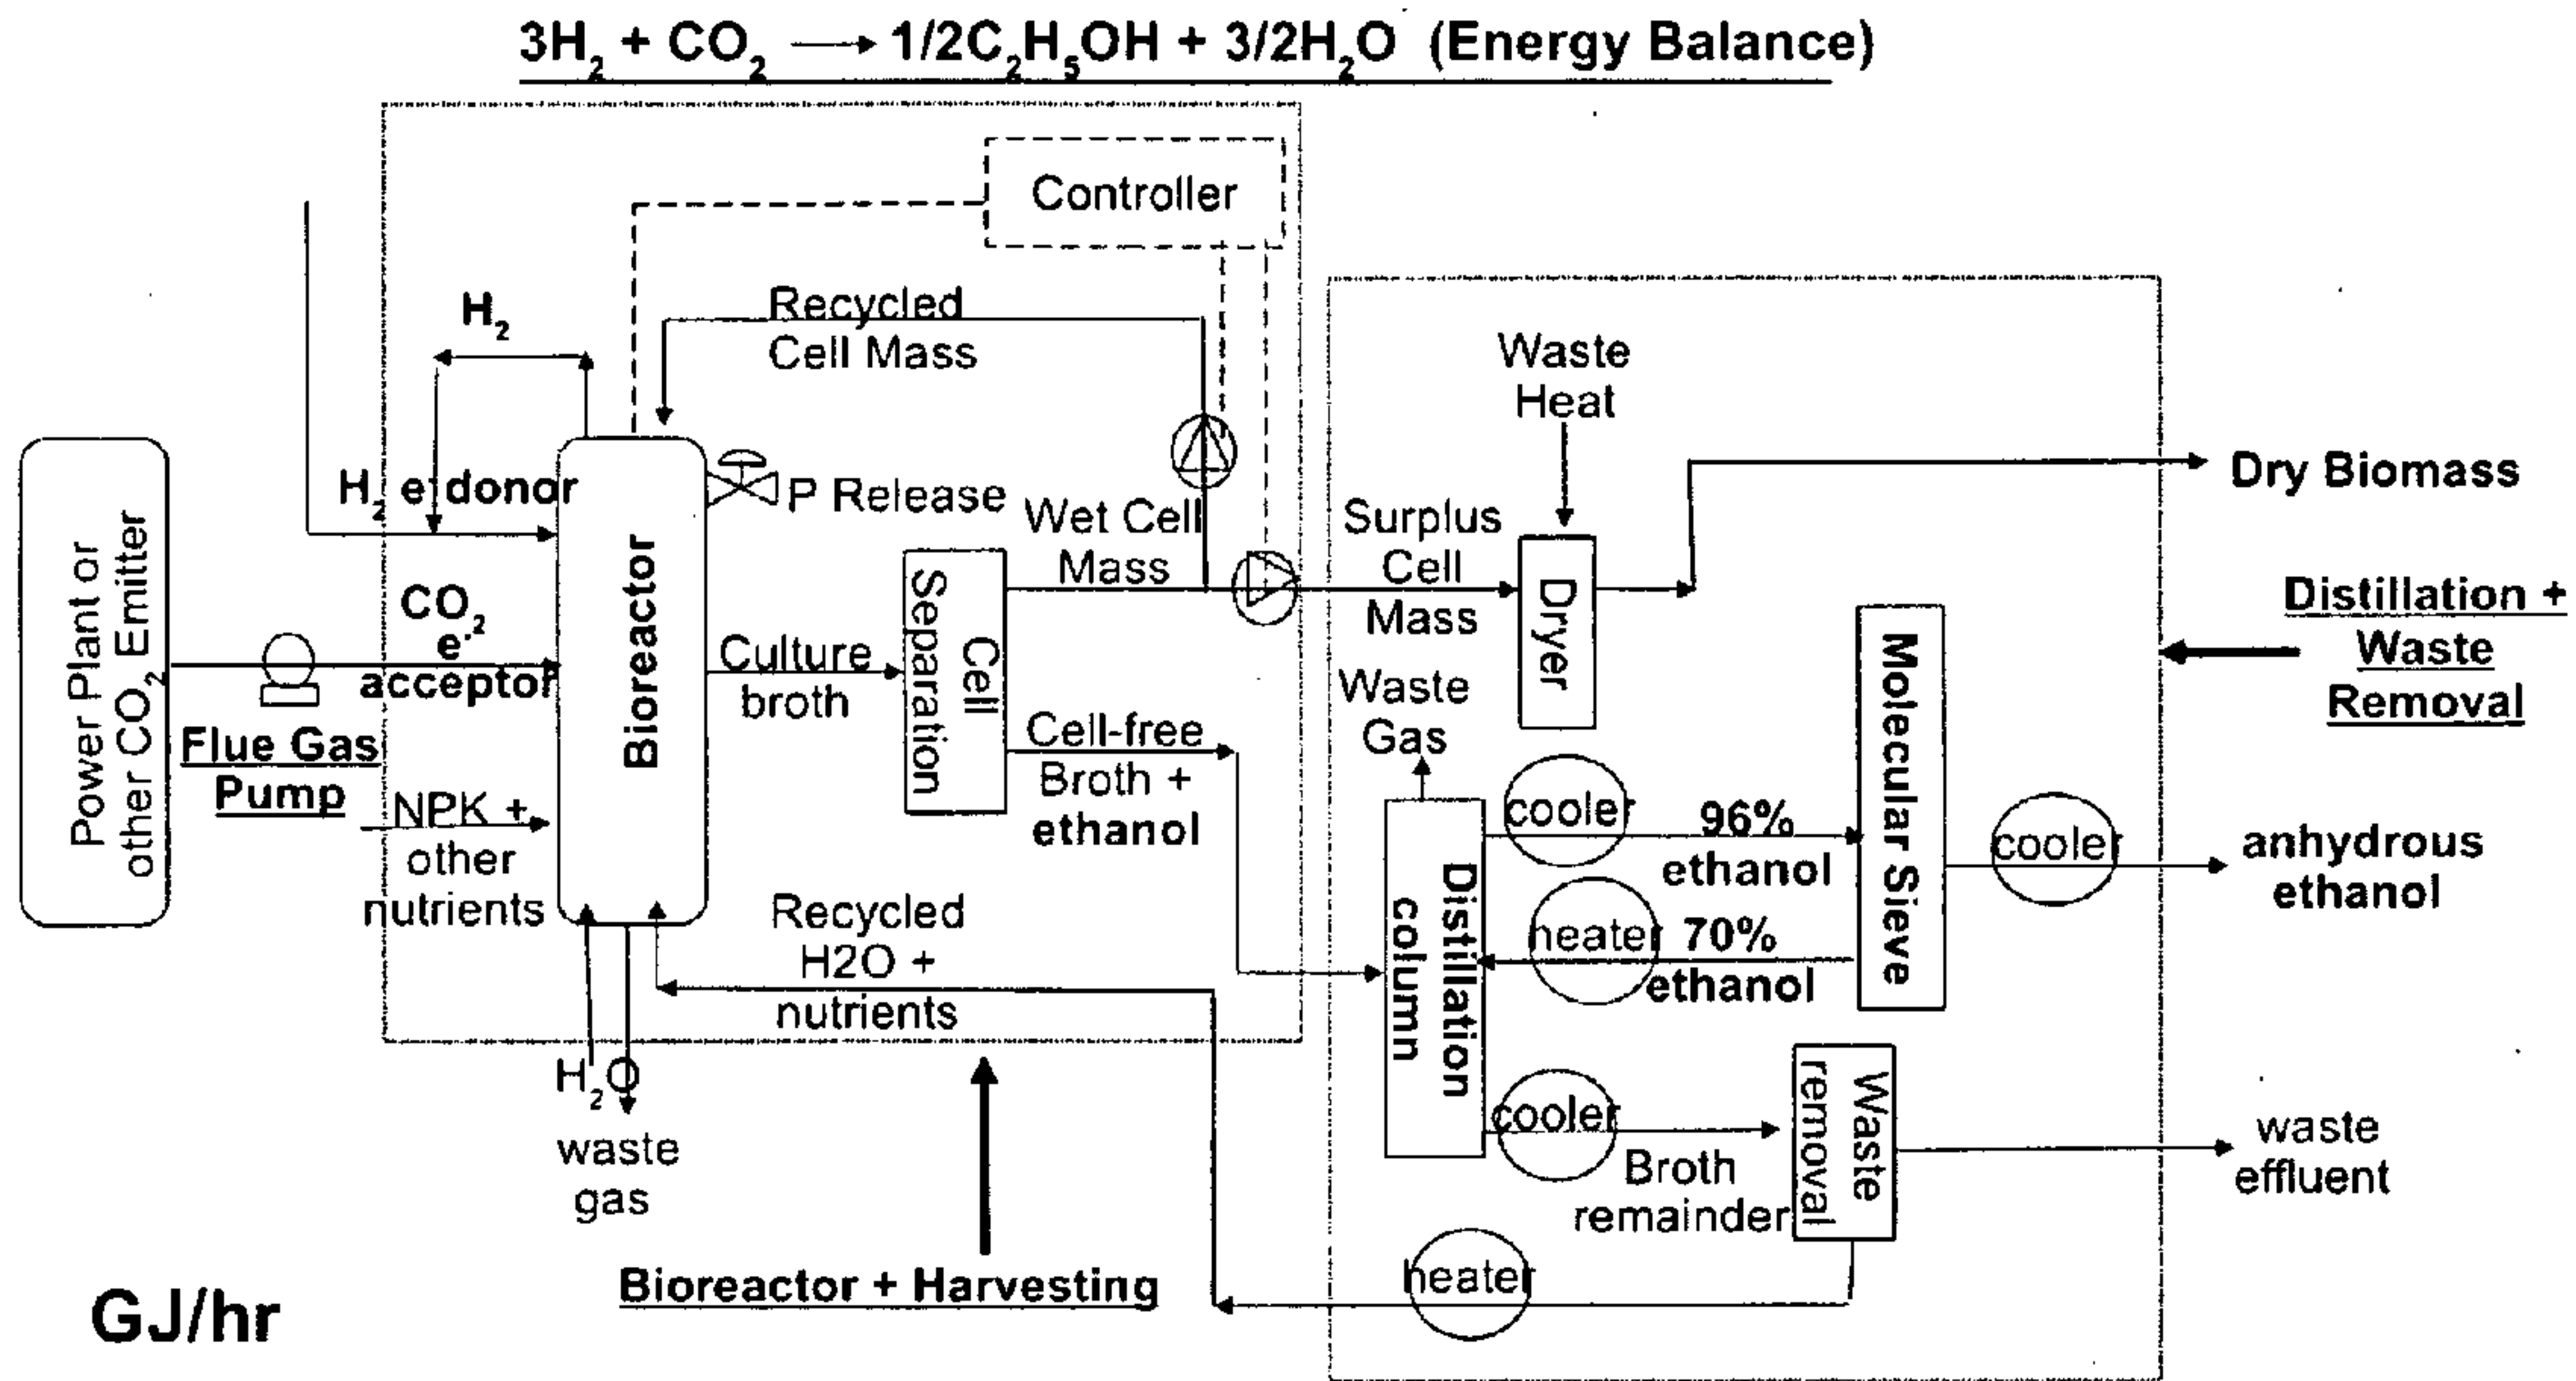 3H₂ + CO₂ → 1/2C₂H₅OH + 3/2H₂O (Energy Balance)
Controller
Recycled
Cell Mass
H₂
Waste
Heat
H₂ e⁻donor
P Release
Wet Cell
Mass
Surplus
Cell
Mass
Dry Biomass
Power Plant or
other CO₂ Emitter
CO₂
e⁻
acceptor
Bioreactor
Culture
broth
Cell
Separation
Dryer
Molecular Sieve
Distillation +
Waste
Removal
Flue Gas
Pump
Waste
Gas
Cell-free
Broth +
ethanol
NPK +
other
nutrients
cooler
96%
ethanol
cooler
anhydrous
ethanol
Distillation
column
heater
70%
ethanol
Recycled
H2O +
nutrients
H₂O
waste
gas
cooler
Broth
remainder
Waste
removal
waste
effluent
heater
Bioreactor + Harvesting
GJ/hr